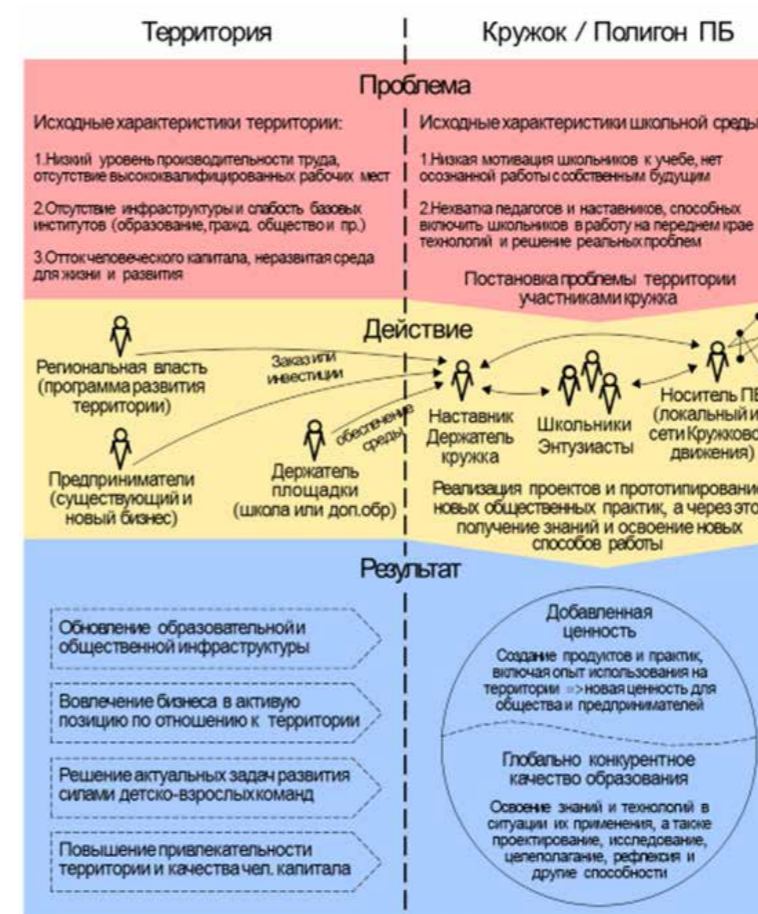 Территория
Кружок / Полигон ПБ
Проблема
Исходные характеристики территории:
1.Низкий уровень производительности труда,
отсутствие высококвалифицированных рабочих мест
2.Отсутствие инфраструктуры и слабость базовых
институтов (образование, гражд. общество и пр.)
3.Отток человеческого капитала, неразвитая среда
для жизни и развития
Исходные характеристики школьной среды
1.Низкая мотивация школьников к учебе, нет
осознанной работы с собственным будущим
2.Нехватка педагогов и наставников, способных
включить школьников в работу на переднем крае
технологий и решение реальных проблем
Постановка проблемы территории
участниками кружка
Действие
Региональная власть
(программа развития
территории)
Заказ или
инвестиции
Предприниматели
(существующий и
новый бизнес)
обеспечение
среды
Держатель
площадки
(школа или доп.обр)
Наставник
Держатель
кружка
Школьники
Энтузиасты
Носитель ПБ
(локальный и
сети Кружково
движения)
Реализация проектов и прототипирование
новых общественных практик, а через это
получение знаний и освоение новых
способов работы
Результат
Обновление образовательной и
общественной инфраструктуры
Вовлечение бизнеса в активную
позицию по отношению к территории
Решение актуальных задач развития
силами детско-взрослых команд
Повышение привлекательности
территории и качества чел. капитала
Добавленная
ценность
Создание продуктов и практик,
включая опыт использования на
территории =>новая ценность для
общества и предпринимателей
Глобально конкурентное
качество образования
Освоение знаний и технологий в
ситуации их применения, а также
проектирование, исследование,
целеполагание, рефлексия и
другие способности